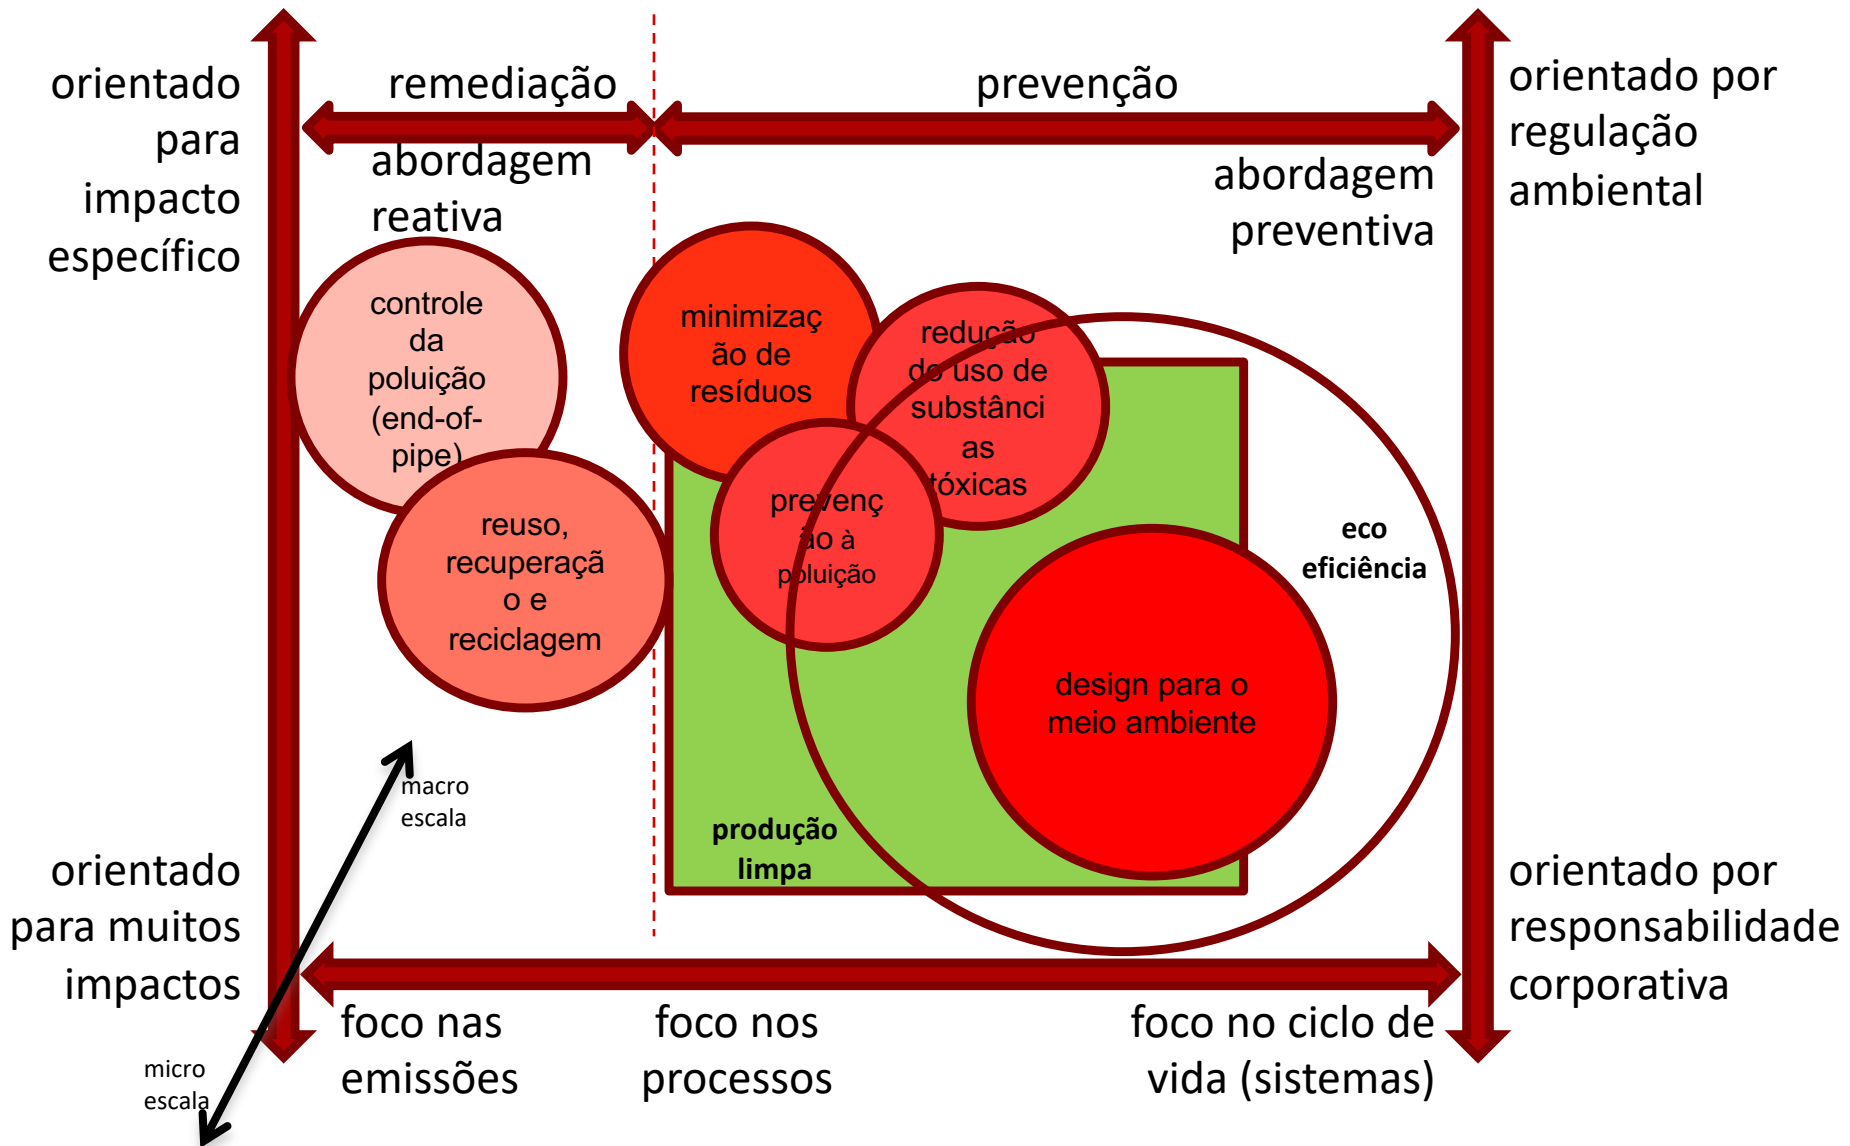 orientado
para
impacto
específico
remediação
abordagem
reativa
prevenção
abordagem
preventiva
orientado por
regulação
ambiental
controle
da
poluição
(end-of-
pipe)
reuso,
recuperaçã
o e
reciclagem
minimizaç
ão de
resíduos
redução
do uso de
substânci
as
tóxicas
prevenç
ão à
poluição
design para o
meio ambiente
eco
eficiência
produção
limpa
macro
escala
micro
escala
orientado
para muitos
impactos
foco nas
emissões
foco nos
processos
foco no ciclo de
vida (sistemas)
orientado por
responsabilidade
corporativa